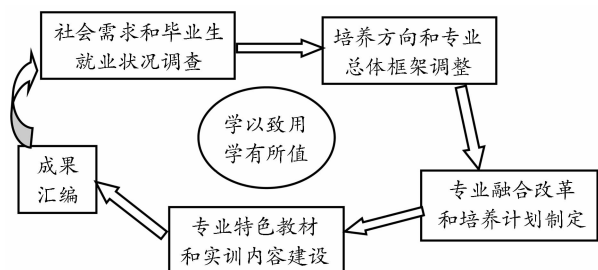 社会需求和毕业生
就业状况调查
培养方向和专业
总体框架调整
学以致用
学有所值
成果
汇编
专业融合改革
和培养计划制定
专业特色教材
和实训内容建设